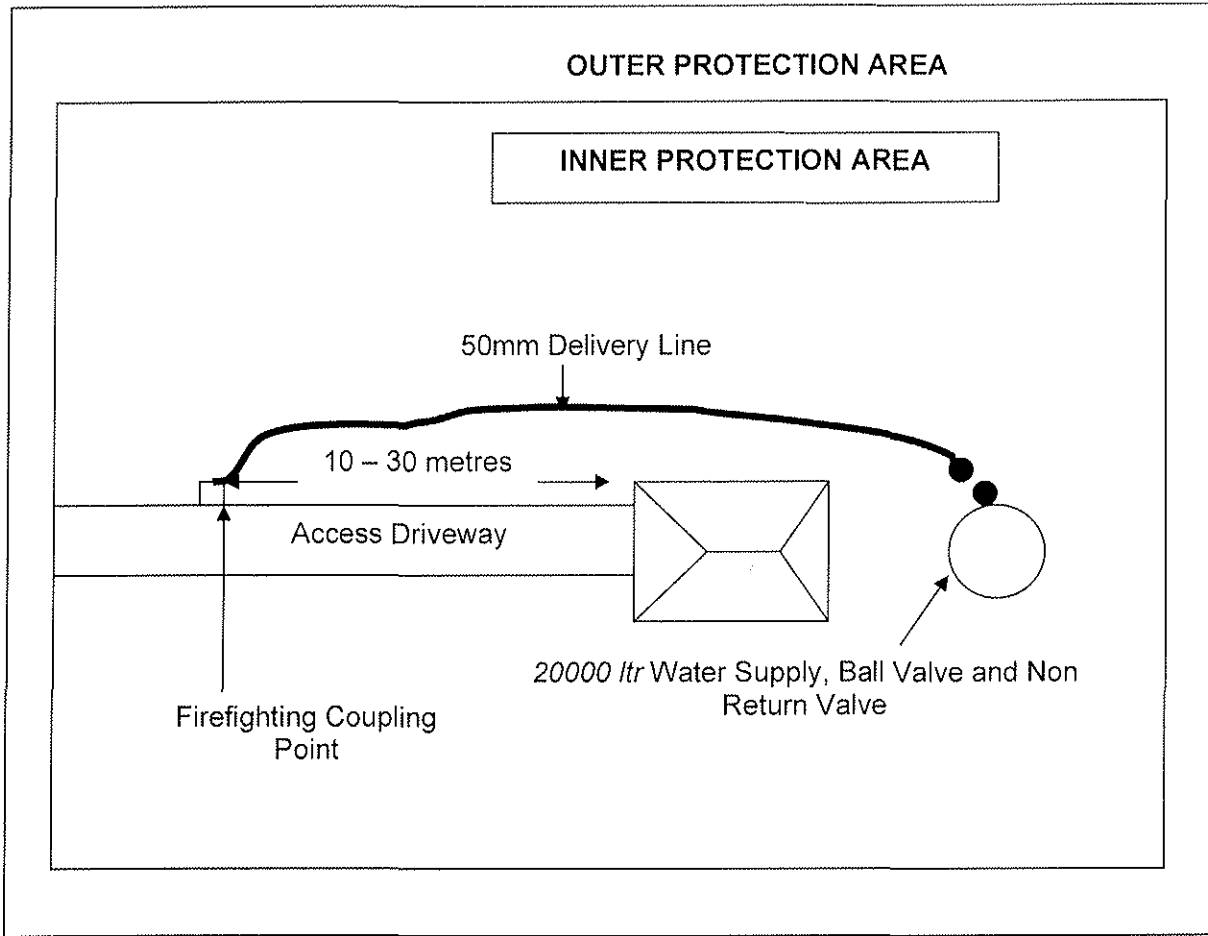 OUTER PROTECTION AREA
INNER PROTECTION AREA
50mm Delivery Line
10 – 30 metres
Access Driveway
20000 ltr Water Supply, Ball Valve and Non
Return Valve
Firefighting Coupling
Point